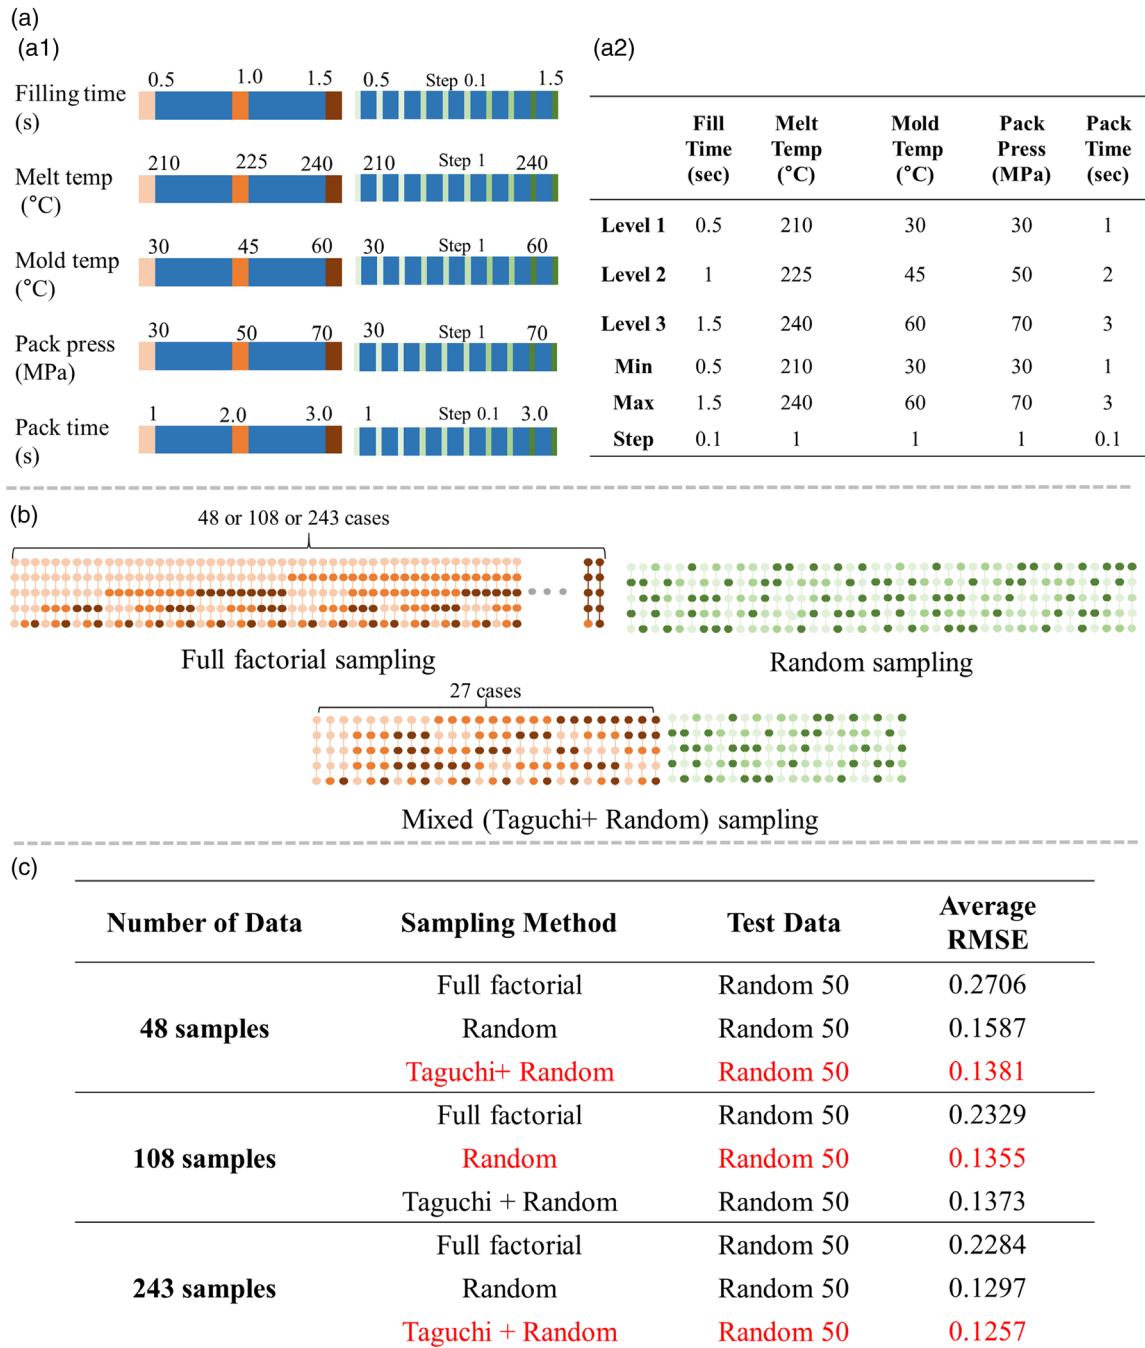 (a)
(a1)
0.5 1.0 1.5 0.5 Step 0.1 1.5
Filling time
(s)
210 225 240 210 Step 1 240
Melt temp
(°C)
30 45 60 30 Step 1 60
Mold temp
(°C)
30 50 70 30 Step 1 70
Pack press
(MPa)
1 2.0 3.0 1 Step 0.1 3.0
Pack time
(s)
(a2)
Fill Melt Mold Pack Pack
Time Temp Temp Press Time
(sec) (°C) (°C) (MPa) (sec)
Level 1 0.5 210 30 30 1
Level 2 1 225 45 50 2
Level 3 1.5 240 60 70 3
Min 0.5 210 30 30 1
Max 1.5 240 60 70 3
Step 0.1 1 1 1 0.1
(b)
48 or 108 or 243 cases
Full factorial sampling
Random sampling
27 cases
Mixed (Taguchi+ Random) sampling
(c)
Number of Data Sampling Method Test Data Average
RMSE
Full factorial Random 50 0.2706
48 samples Random Random 50 0.1587
Taguchi+ Random Random 50 0.1381
Full factorial Random 50 0.2329
108 samples Random Random 50 0.1355
Taguchi + Random Random 50 0.1373
Full factorial Random 50 0.2284
243 samples Random Random 50 0.1297
Taguchi + Random Random 50 0.1257